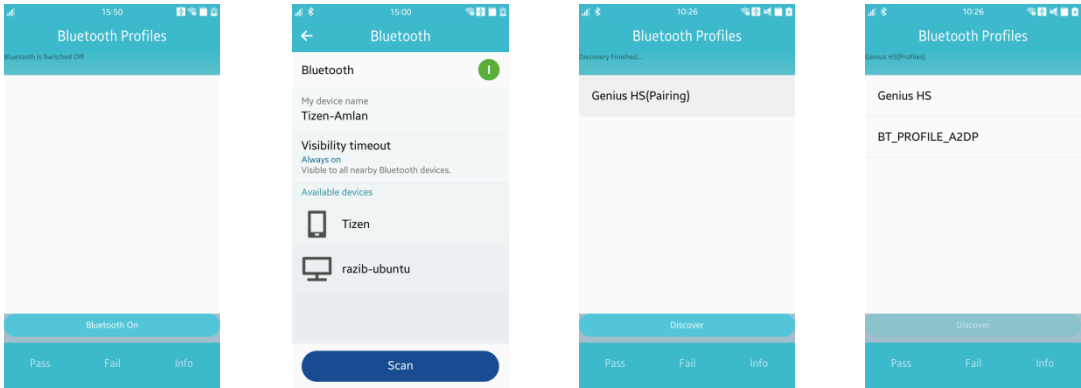 15:50
Bluetooth Profiles
Bluetooth is Switched Off
Bluetooth On
Pass Fail Info
15:00
Bluetooth
Bluetooth
My device name
Tizen-Amlan
Visibility timeout
Always on
Visible to all nearby Bluetooth devices.
Available devices
Tizen
razib-ubuntu
Scan
10:26
Bluetooth Profiles
Discovery Finished...
Genius HS(Pairing)
Discover
Pass Fail Info
10:26
Bluetooth Profiles
Genius HS(Profiles)
Genius HS
BT_PROFILE_A2DP
Discover
Pass Fail Info